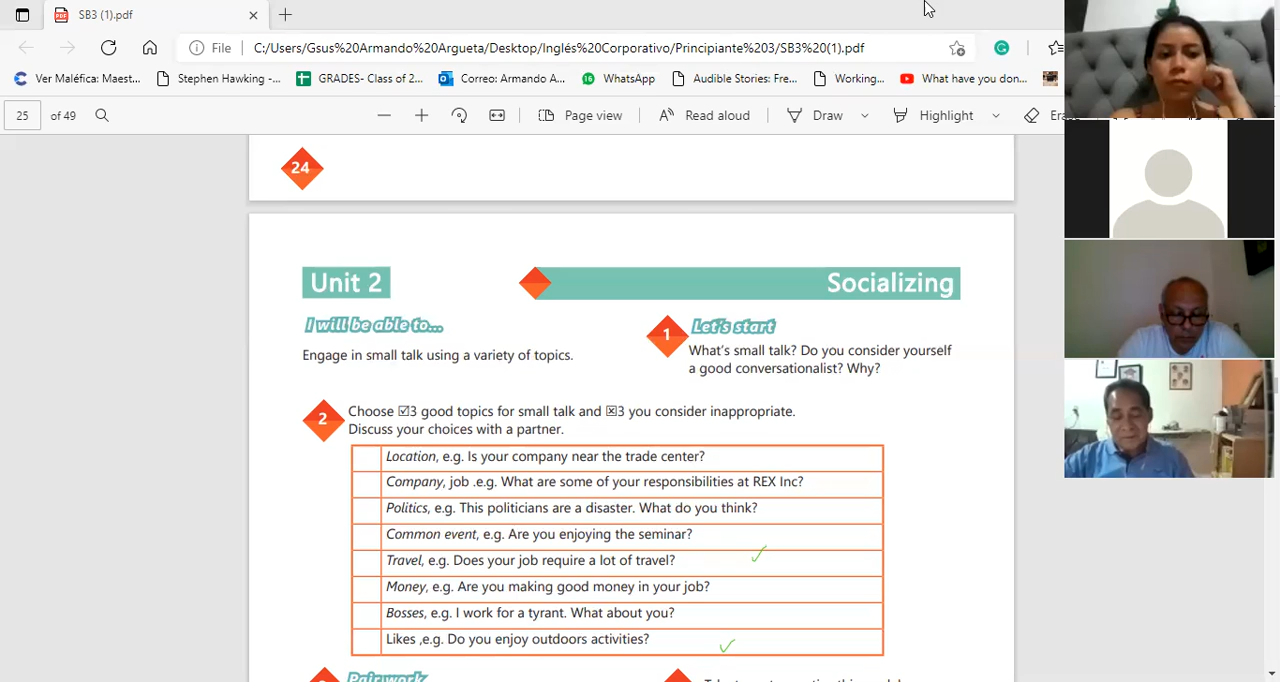 SB3 (1).pdf
File C:/Users/Gsus%20Armando%20Argueta/Desktop/Inglés%20Corporativo/Principiante%203/SB3%20(1).pdf
Ver Maléfica: Maest... Stephen Hawking -... GRADES- Class of 2... Correo: Armando A... 16 WhatsApp Audible Stories: Fre... Working... What have you don...
25 of 49 Page view Read aloud Draw Highlight
24
Unit 2 Socializing
I will be able to...
Engage in small talk using a variety of topics.
1 Let's start
What's small talk? Do you consider yourself
a good conversationalist? Why?
2 Choose ☑3 good topics for small talk and ☒3 you consider inappropriate.
Discuss your choices with a partner.
Location, e.g. Is your company near the trade center?
Company, job .e.g. What are some of your responsibilities at REX Inc?
Politics, e.g. This politicians are a disaster. What do you think?
Common event, e.g. Are you enjoying the seminar?
Travel, e.g. Does your job require a lot of travel? ✓
Money, e.g. Are you making good money in your job?
Bosses, e.g. I work for a tyrant. What about you?
Likes ,e.g. Do you enjoy outdoors activities? ✓
Pair work